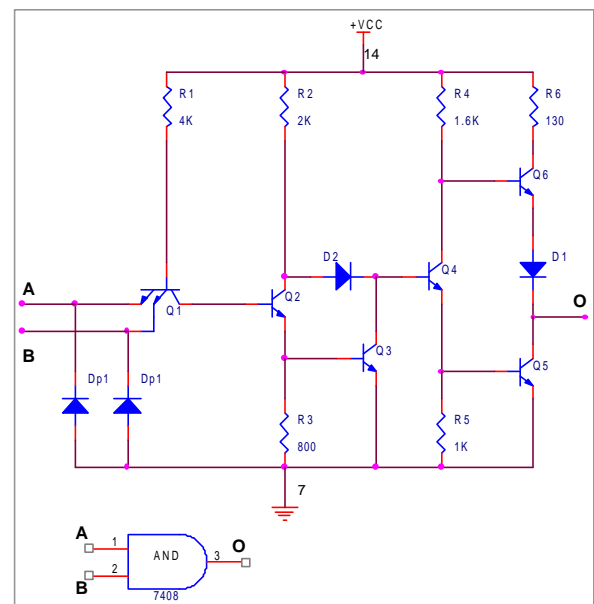 +VCC
14
R1
4K
R2
2K
R4
1.6K
R6
130
Q6
D2
D1
A
Q1
Q2
Q4
O
B
Q3
Q5
Dp1
Dp1
R3
800
R5
1K
7
A
1
AND
3
O
B
2
7408